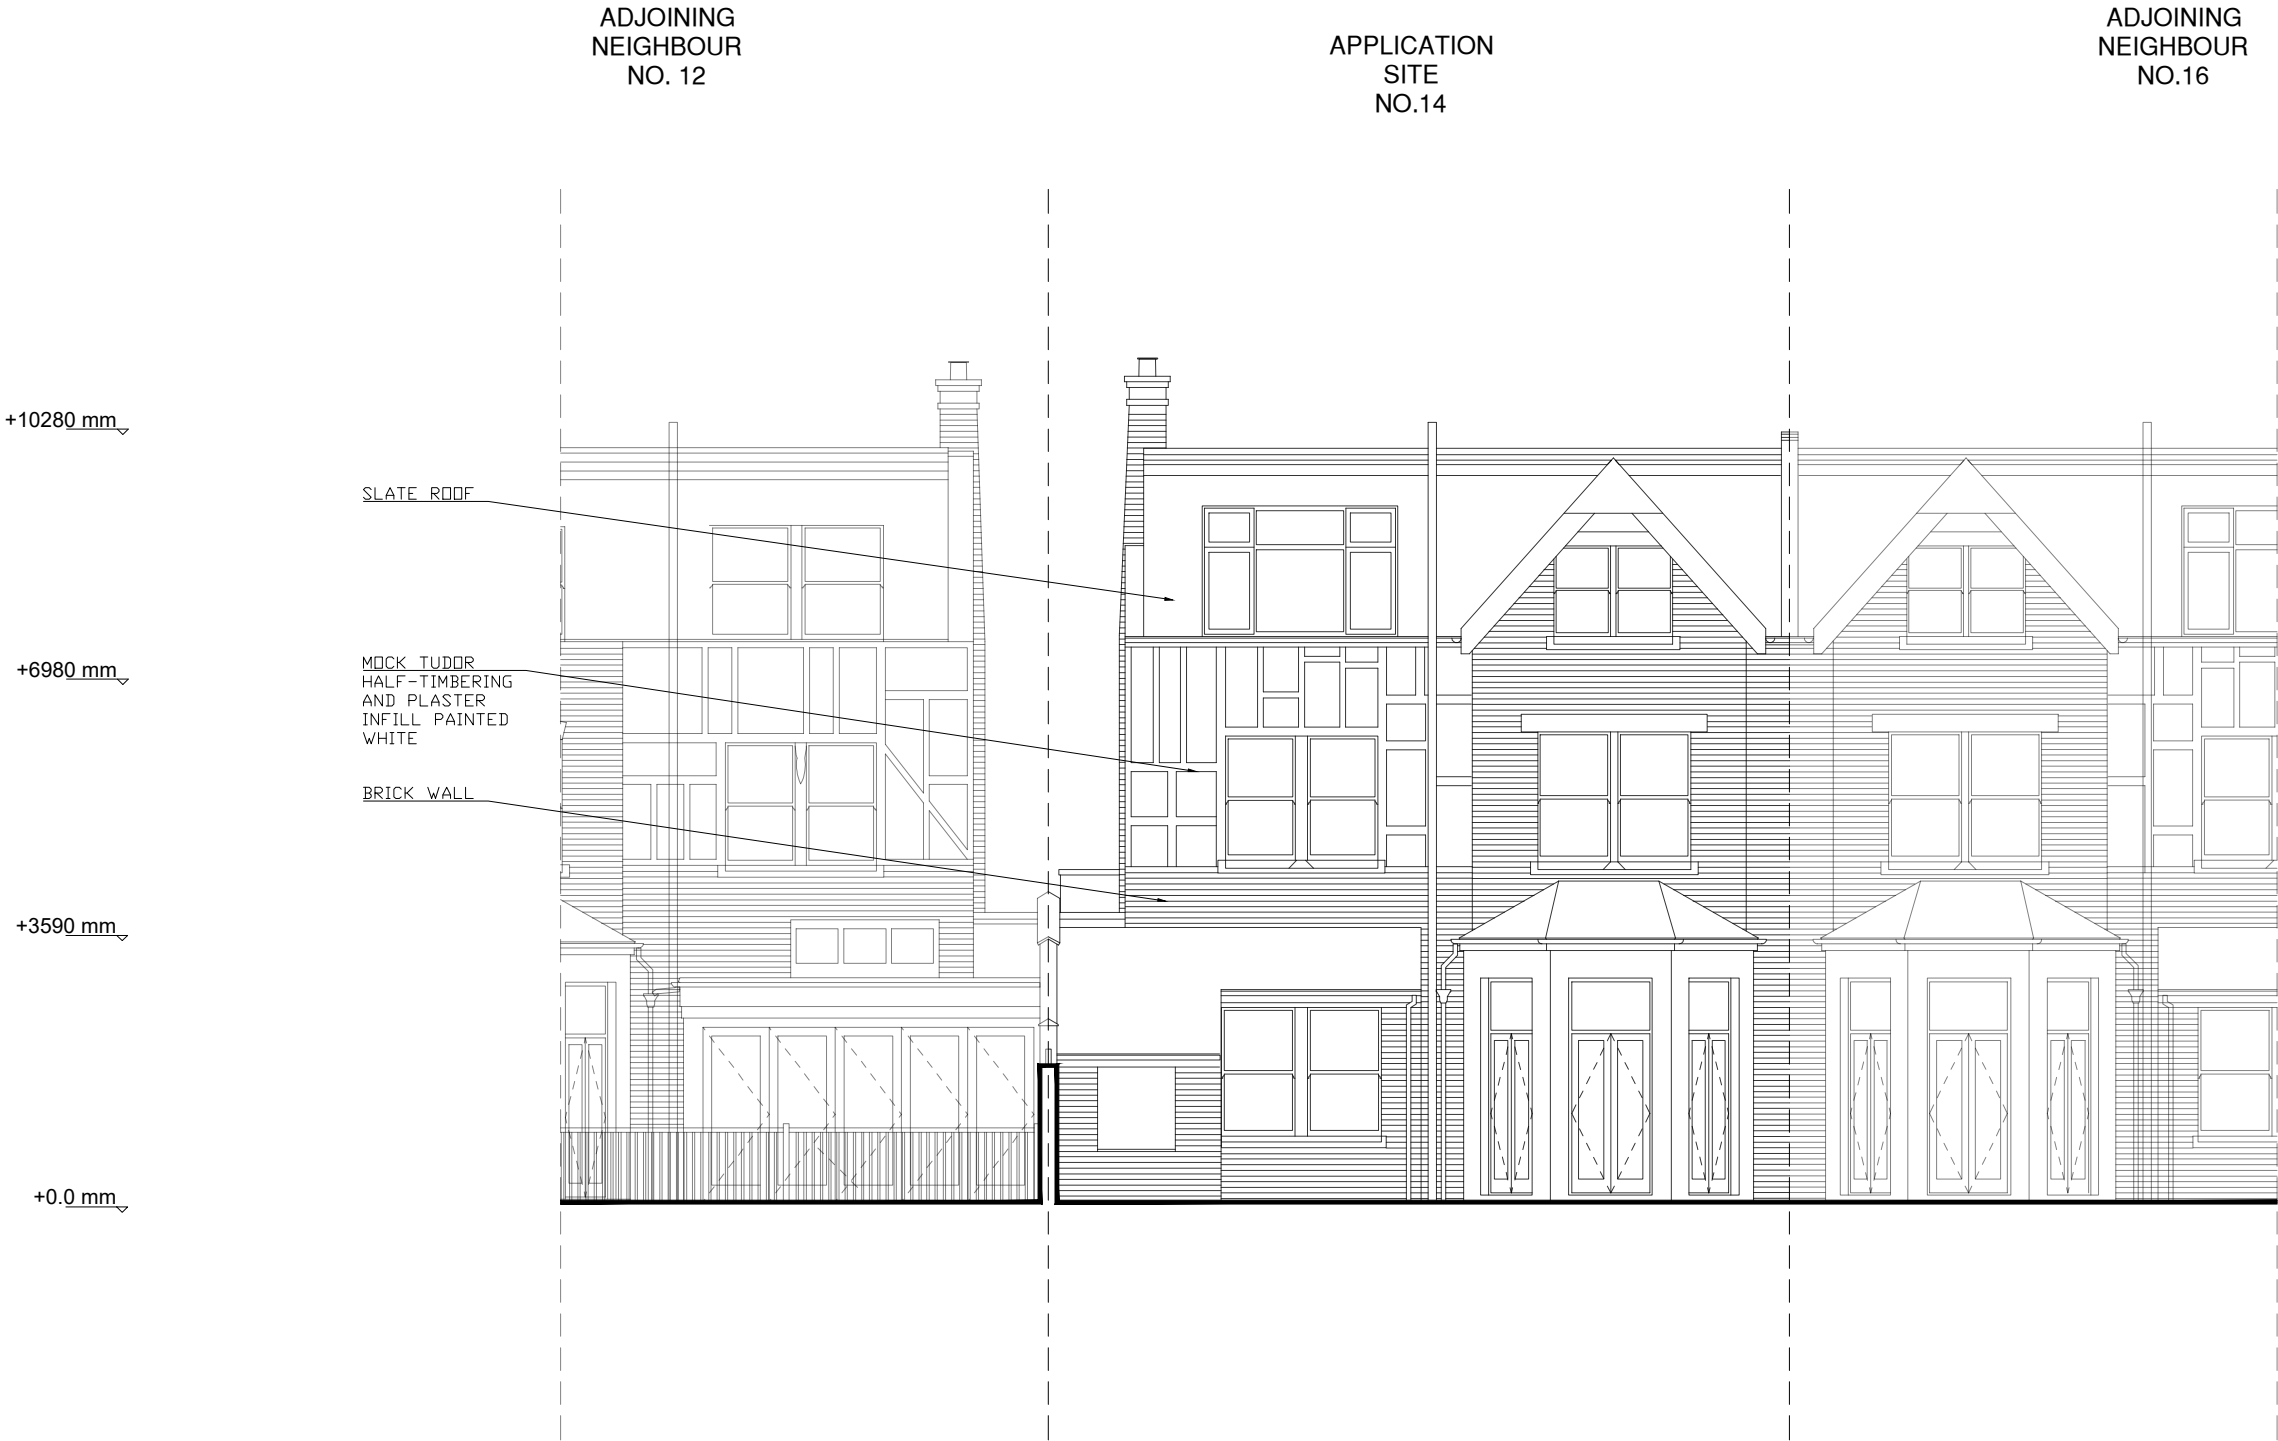 ADJOINING
NEIGHBOUR
NO. 12
APPLICATION
SITE
NO.14
ADJOINING
NEIGHBOUR
NO.16
+10280 mm
SLATE ROOF
+6980 mm
MOCK TUDOR
HALF-TIMBERING
AND PLASTER
INFILL PAINTED
WHITE
BRICK WALL
+3590 mm
+0.0 mm